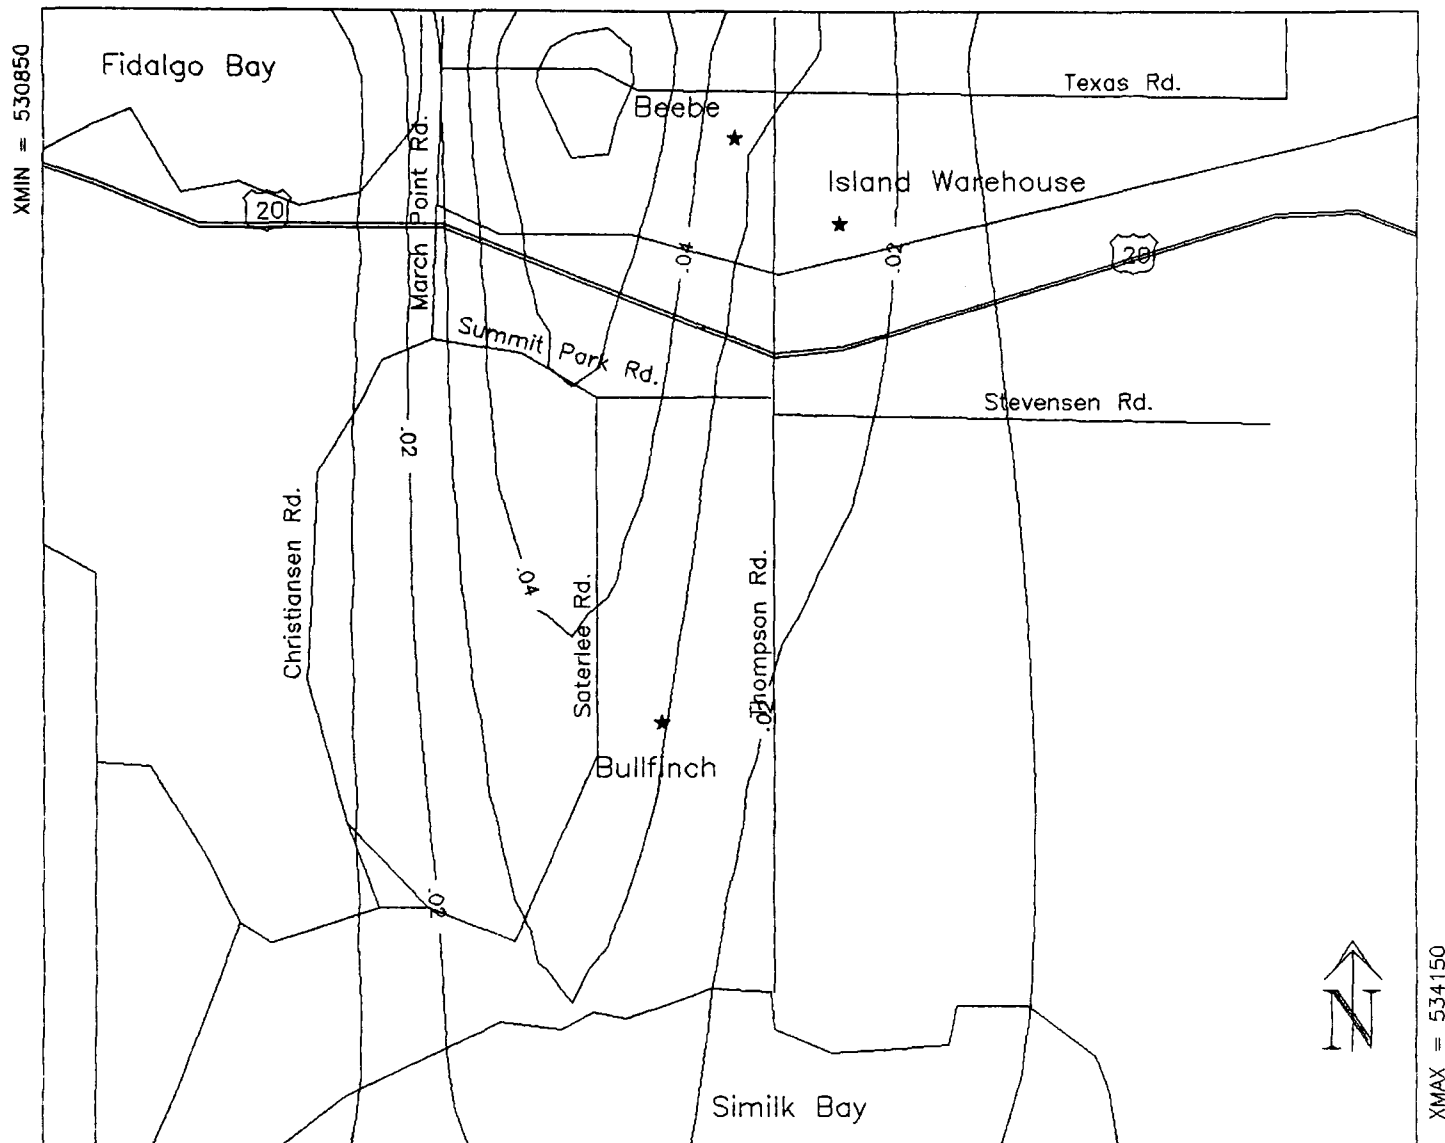 XMIN = 530850
Fidalgo Bay
Texas Rd.
Beebe
March Point Rd.
Island Warehouse
20
.04
.02
20
Summit Park Rd.
Stevensen Rd.
.02
Christiansen Rd.
.04
Saterlee Rd.
Thompson Rd.
.02
Bullfinch
.02
N
XMAX = 534150
Similk Bay